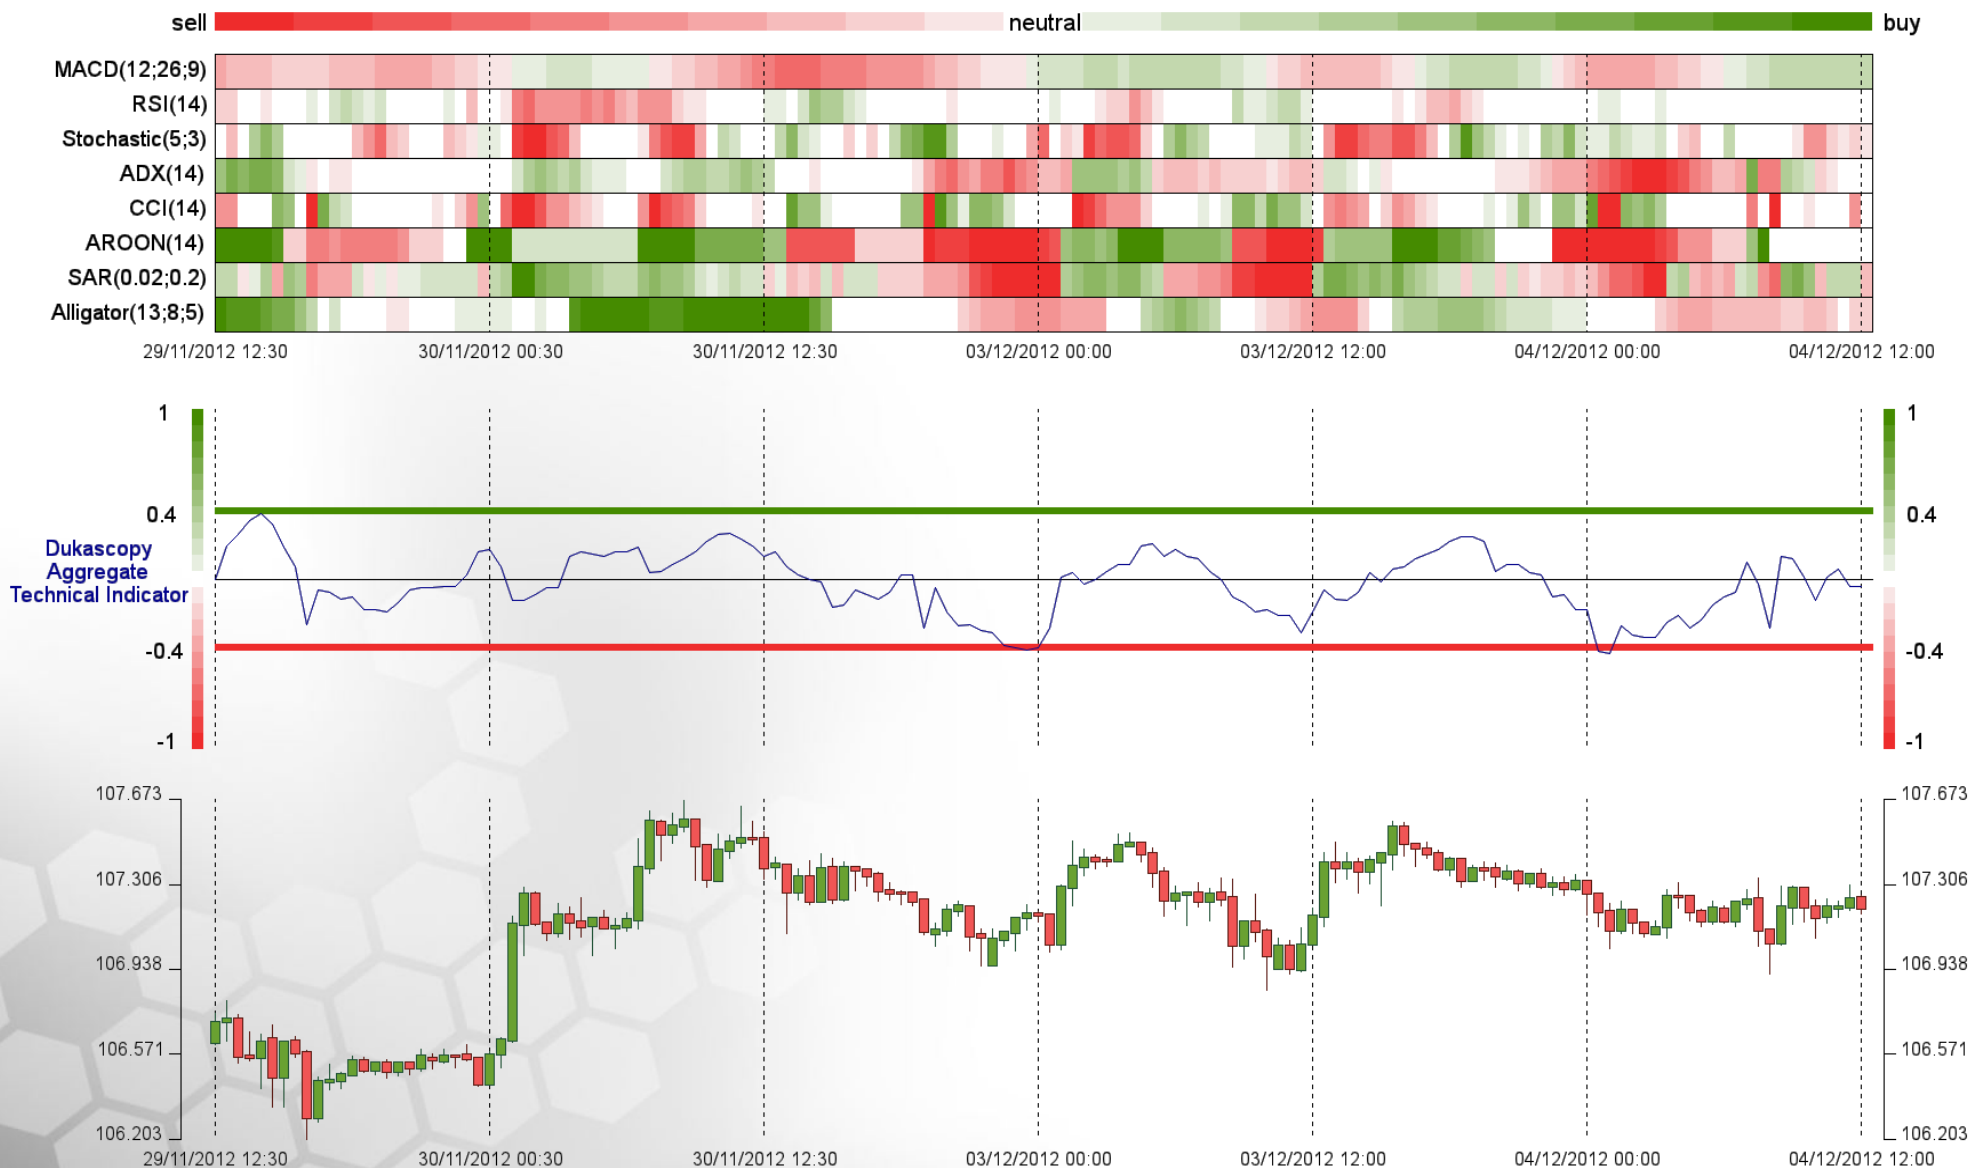 sell neutral buy
MACD(12;26;9)
RSI(14)
Stochastic(5;3)
ADX(14)
CCI(14)
AROON(14)
SAR(0.02;0.2)
Alligator(13;8;5)
29/11/2012 12:30 30/11/2012 00:30 30/11/2012 12:30 03/12/2012 00:00 03/12/2012 12:00 04/12/2012 00:00 04/12/2012 12:00
1 1
0.4 0.4
Dukascopy
Aggregate
Technical Indicator
-0.4 -0.4
-1 -1
107.673 107.673
107.306 107.306
106.938 106.938
106.571 106.571
106.203 106.203
29/11/2012 12:30 30/11/2012 00:30 30/11/2012 12:30 03/12/2012 00:00 03/12/2012 12:00 04/12/2012 00:00 04/12/2012 12:00